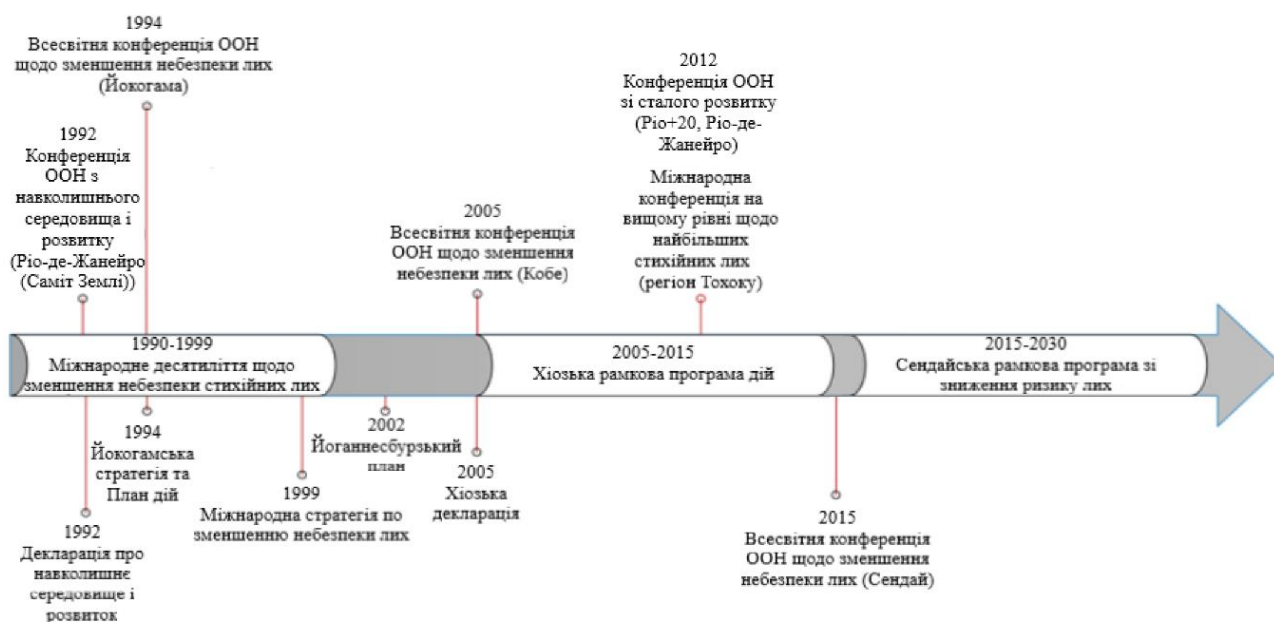 1994
Всесвітня конференція ООН
щодо зменшення небезпеки лих
(Йокогама)
1992
Конференція
ООН з
навколишнього
середовища і
розвитку
(Ріо-де-Жанейро
(Саміт Землі))
2005
Всесвітня конференція
ООН щодо зменшення
небезпеки лих (Кобе)
2012
Конференція ООН
зі сталого розвитку
(Ріо+20, Ріо-де-
Жанейро)
Міжнародна
конференція на
вищому рівні щодо
найбільших
стихійних лих
(регіон Тохоку)
1990-1999
Міжнародне десятиліття щодо
зменшення небезпеки стихійних лих
2005-2015
Хіозька рамкова програма дій
2015-2030
Сендайська рамкова програма зі
зниження ризику лих
1992
Декларація про
навколишнє
середовище і
розвиток
1994
Йокогамська
стратегія та
План дій
1999
Міжнародна стратегія по
зменшенню небезпеки лих
2002
Йоганнесбурзький
план
2005
Хіозька
декларація
2015
Всесвітня конференція
ООН щодо зменшення
небезпеки лих (Сендай)